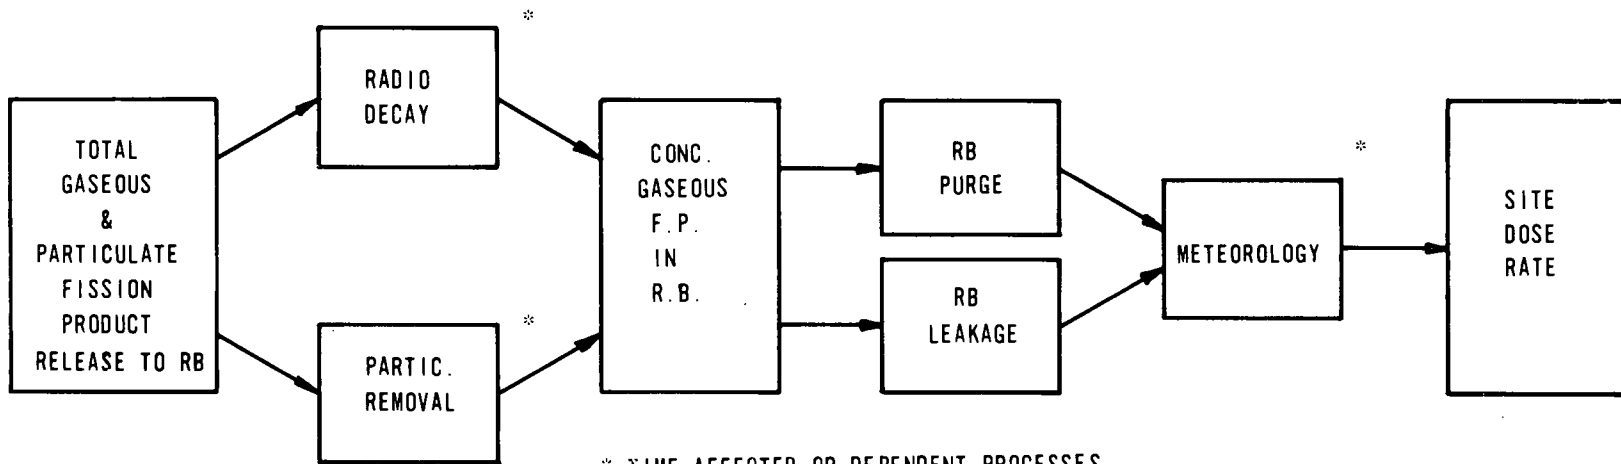 TOTAL
GASEOUS
&
PARTICULATE
FISSION
PRODUCT
RELEASE TO RB
*
RADIO
DECAY
*
PARTIC.
REMOVAL
CONC.
GASEOUS
F.P.
IN
R.B.
RB
PURGE
RB
LEAKAGE
*
METEOROLOGY
SITE
DOSE
RATE
* TIME AFFECTED OR DEPENDENT PROCESSES